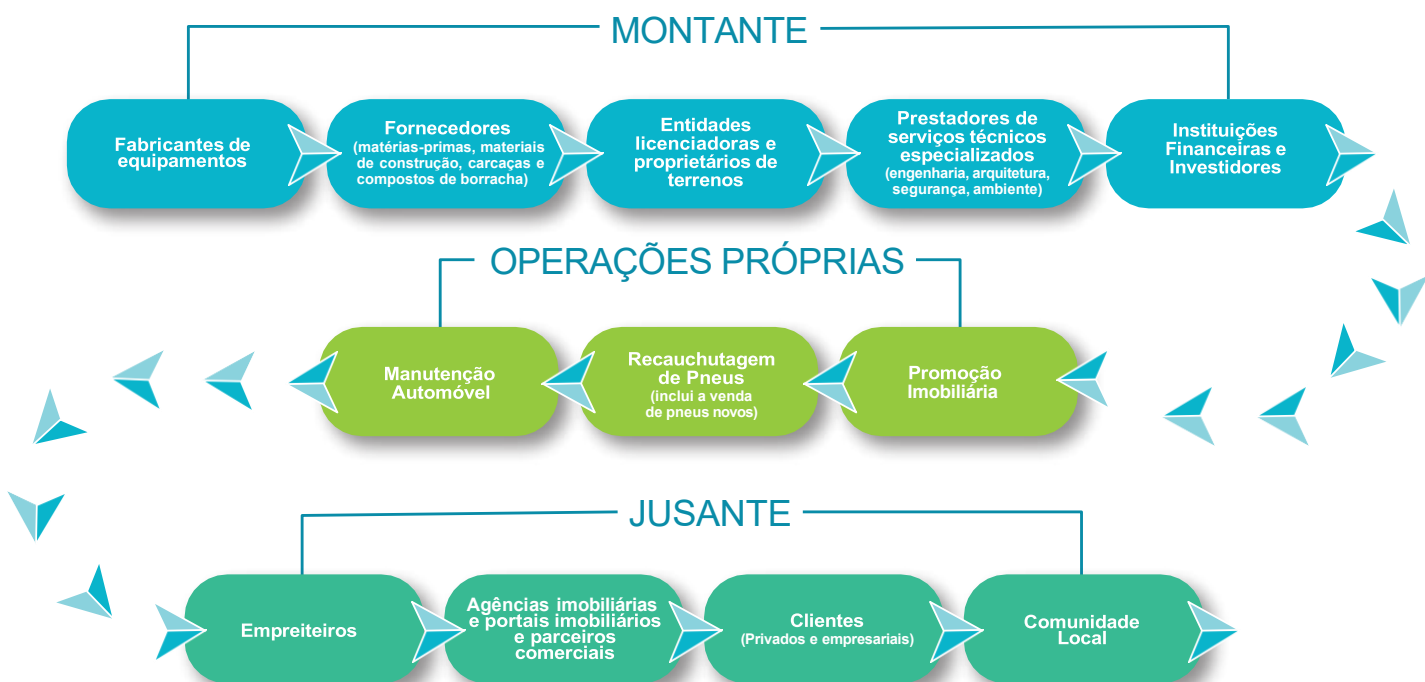 MONTANTE
Fabricantes de
equipamentos
Fornecedores
(matérias-primas, materiais
de construção, carcaças e
compostos de borracha)
Entidades
licenciadoras e
proprietários de
terrenos
Prestadores de
serviços técnicos
especializados
(engenharia, arquitetura,
segurança, ambiente)
Instituições
Financeiras e
Investidores
OPERAÇÕES PRÓPRIAS
Manutenção
Automóvel
Recauchutagem
de Pneus
(inclui a venda
de pneus novos)
Promoção
Imobiliária
JUSANTE
Empreiteiros
Agências imobiliárias
e portais imobiliários
e parceiros
comerciais
Clientes
(Privados e empresariais)
Comunidade
Local